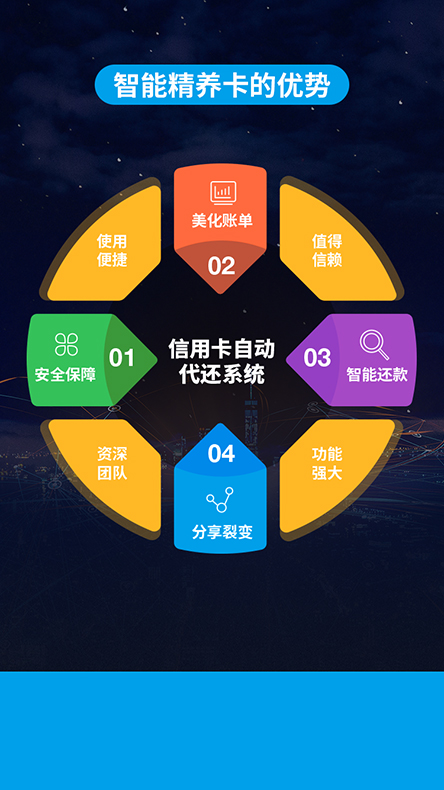 智能精养卡的优势
使用
便捷
美化账单
02
值得
信赖
安全保障
01
信用卡自动
代还系统
03
智能还款
资深
团队
04
分享裂变
功能
强大